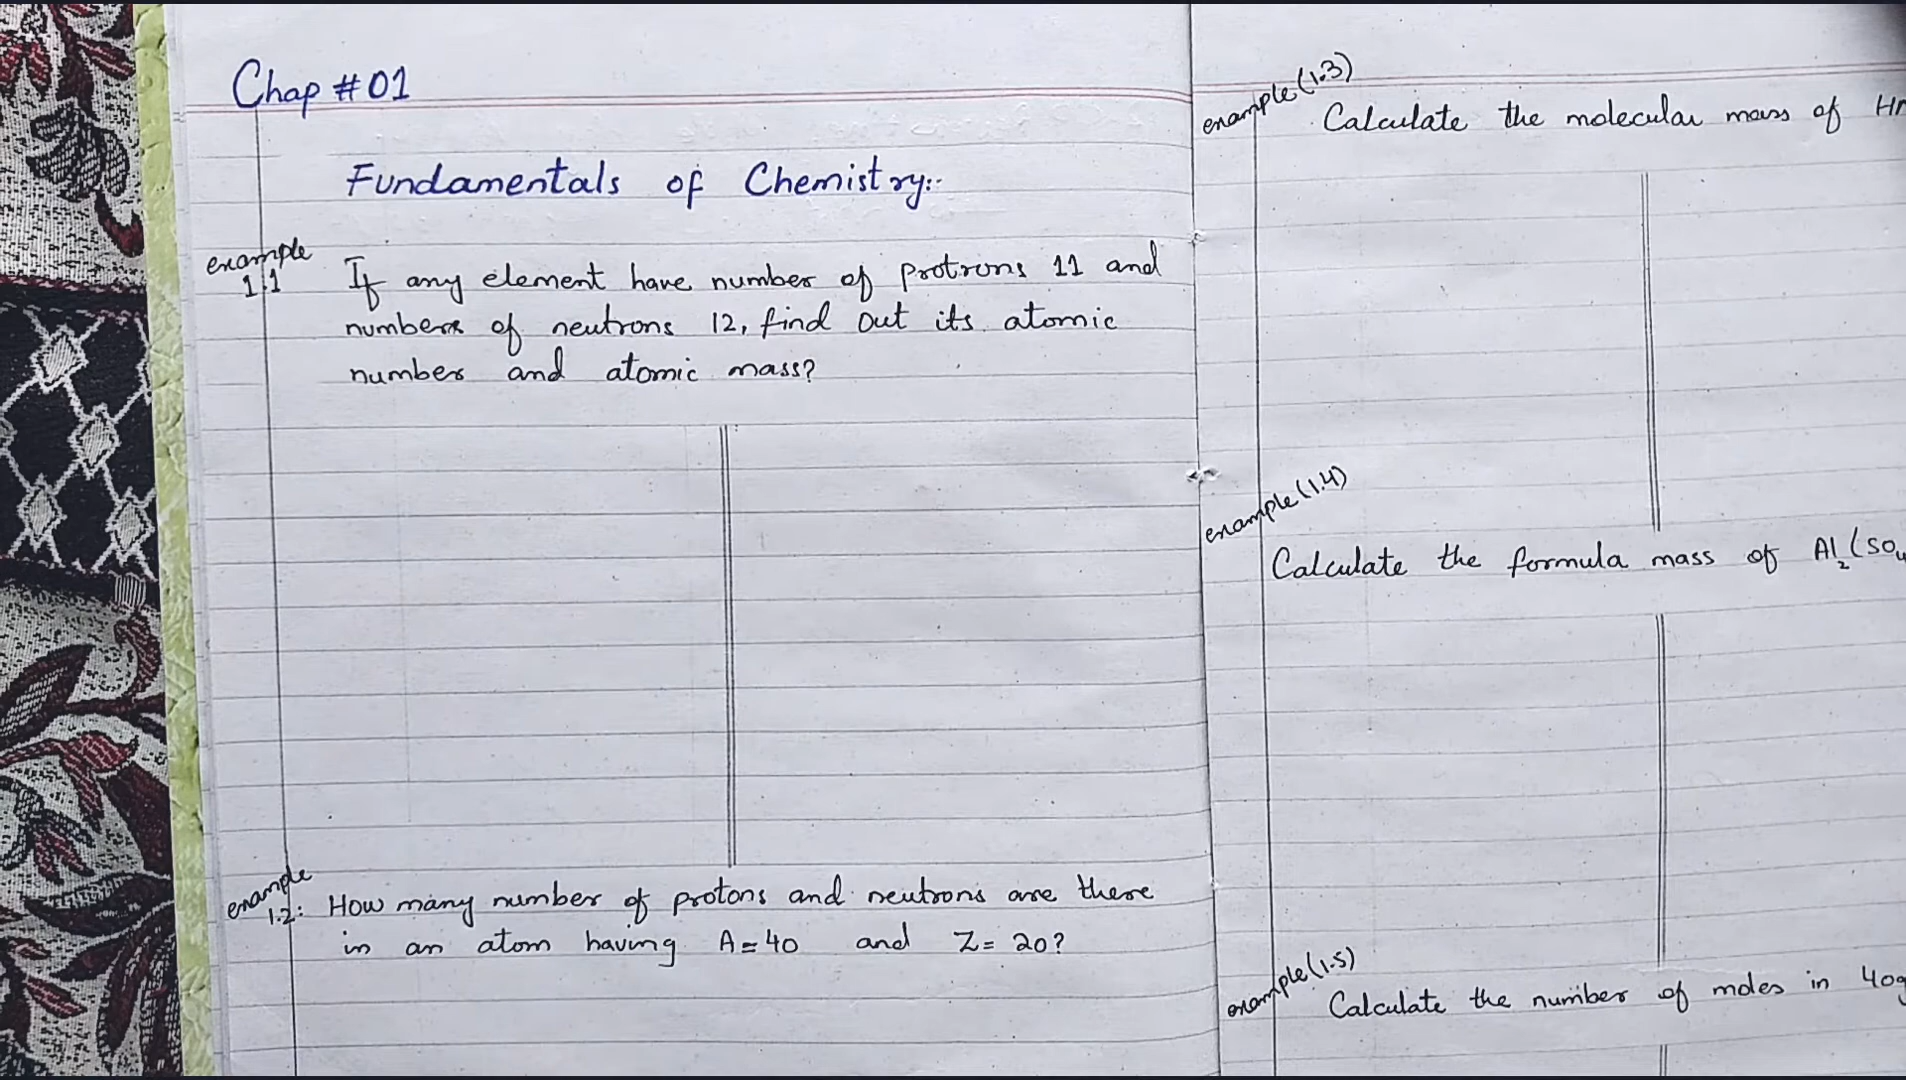 Chap # 01
Fundamentals of Chemistry:-
example
1.1
If any element have number of protrons 11 and
numbers of neutrons 12, find out its atomic
number and atomic mass?
example
1.2: How many number of protons and neutrons are there
in an atom having A=40 and Z= 20?
example (1.3)
Calculate the molecular mass of
example (1.4)
Calculate the formula mass of Al₂(SO₄
example (1.5)
Calculate the number of moles in 40g